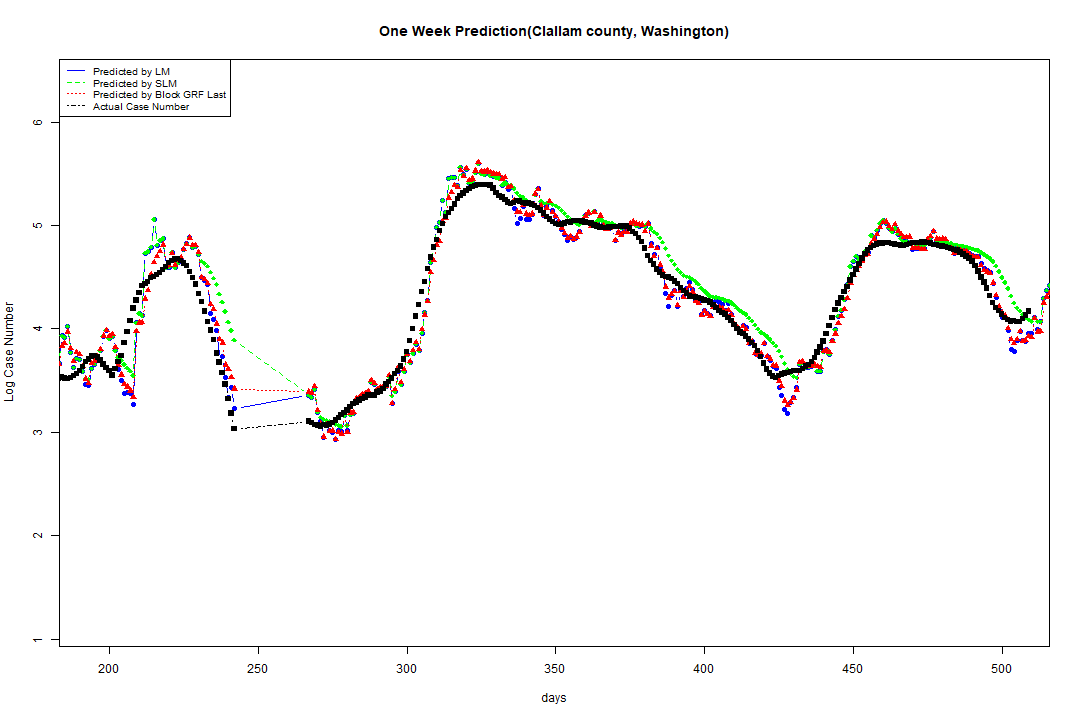 One Week Prediction(Clallam county, Washington)
Predicted by LM
Predicted by SLM
Predicted by Block GRF Last
Actual Case Number
Log Case Number
6
5
4
3
2
1
200 250 300 350 400 450 500
days